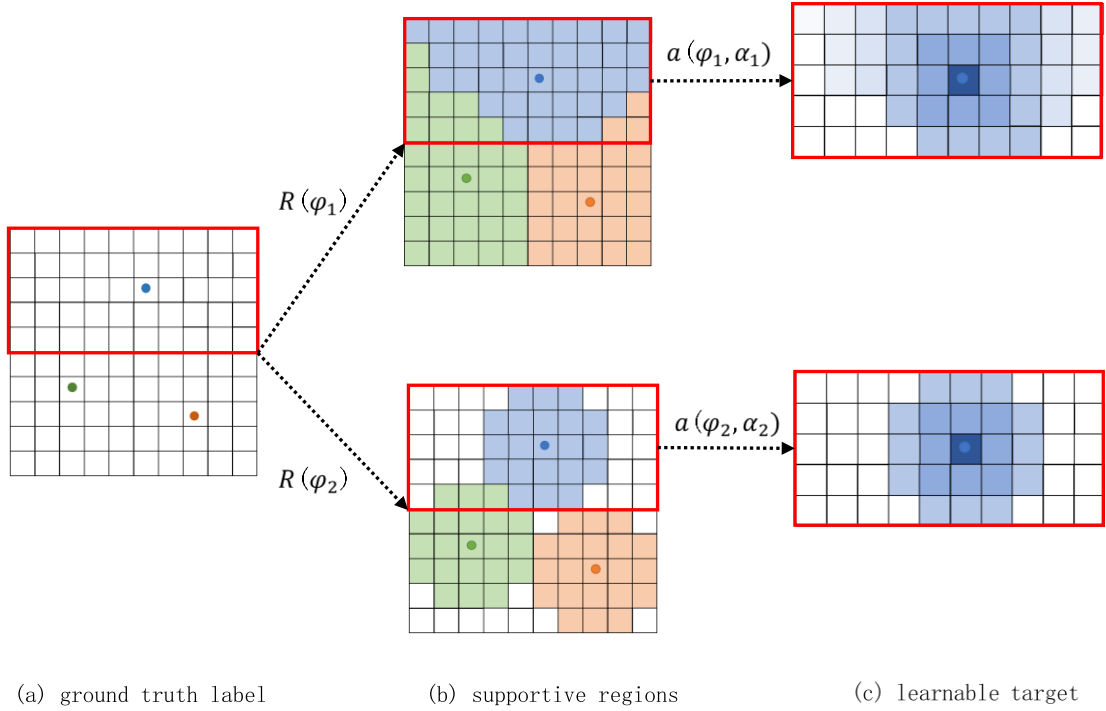 R (φ₁)
a (φ₁, α₁)
R (φ₂)
a (φ₂, α₂)
(a) ground truth label
(b) supportive regions
(c) learnable target